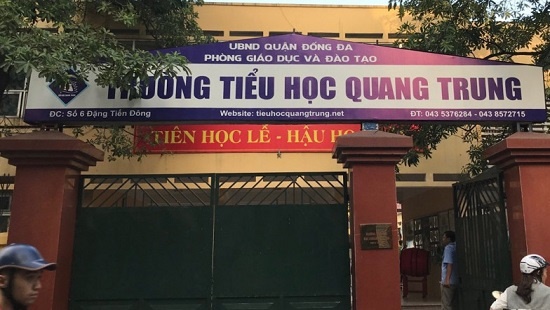 UBND QUẬN ĐỐNG ĐA
PHÒNG GIÁO DỤC VÀ ĐÀO TẠO
TRƯỜNG TIỂU HỌC QUANG TRUNG
ĐC: Số 6 Đặng Tiến Đông
Website: tieuhocquangtrung.net
ĐT: 043 5376284 - 043 8572715
TIÊN HỌC LỄ - HẬU